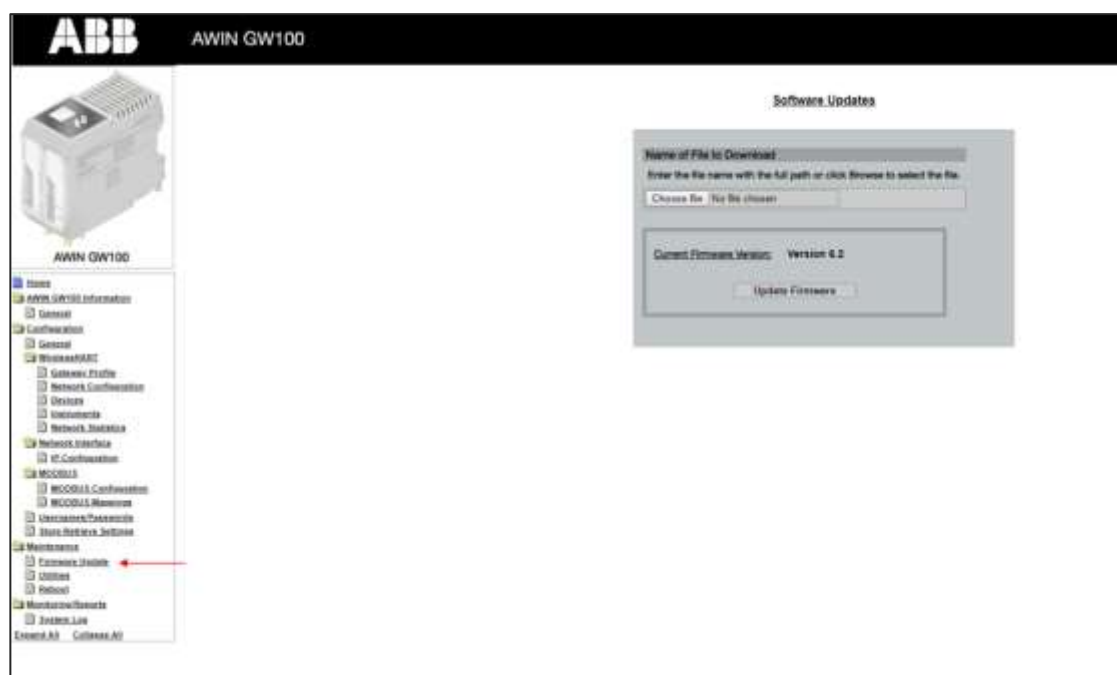 ABB
AWIN GW100
AWIN GW100
Home
AWIN GW100 Information
General
Configuration
General
WirelessHART
Gateway Profile
Network Configuration
Devices
Instruments
Network Statistics
Network Interface
IP Configuration
MODBUS
MODBUS Configuration
MODBUS Mappings
Usernames/Passwords
Store Retrieve Settings
Maintenance
Firmware Update
Utilities
Reboot
Monitoring/Reports
System Log
Expand All Collapse All
Software Updates
Name of File to Download
Enter the file name with the full path or click Browse to select the file.
Choose file No file chosen
Current Firmware Version: Version 6.2
Update Firmware